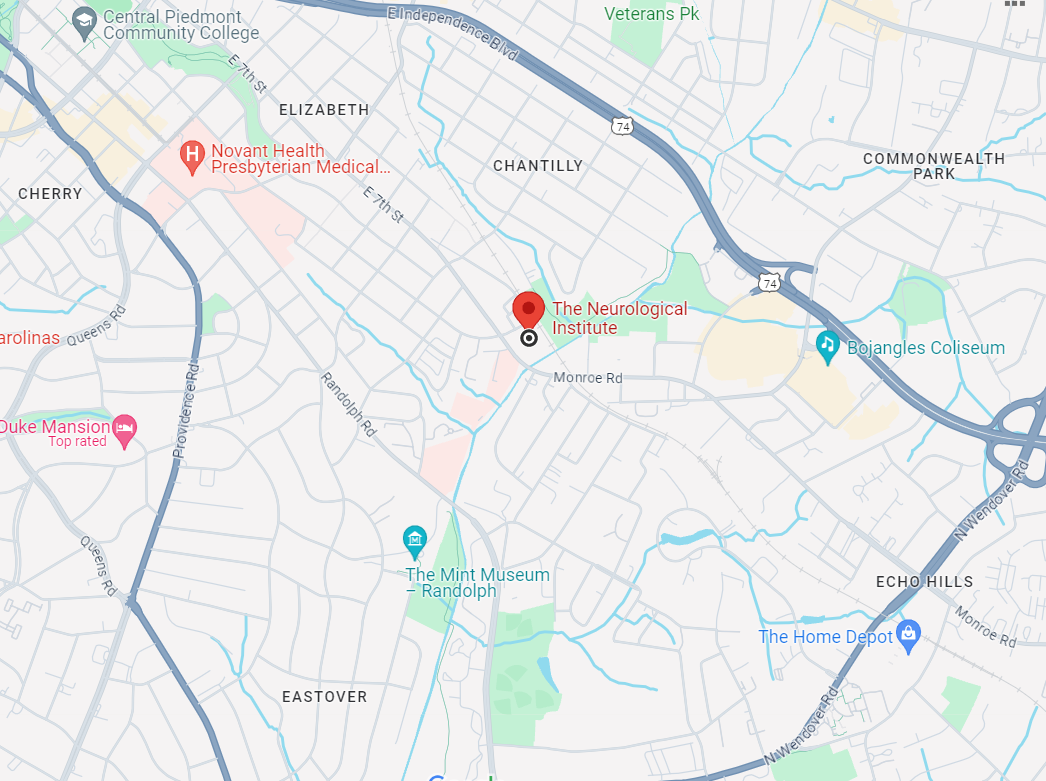 Central Piedmont
Community College
E Independence Blvd
Veterans Pk
E 7th St
ELIZABETH
74
Novant Health
Presbyterian Medical...
CHANTILLY
COMMONWEALTH
PARK
CHERRY
E 7th St
74
The Neurological
Institute
arolinas
Queens Rd
Bojangles Coliseum
Providence Rd
Randolph Rd
Monroe Rd
Duke Mansion
Top rated
N Wendover Rd
Queens Rd
The Mint Museum
– Randolph
ECHO HILLS
Monroe Rd
The Home Depot
EASTOVER
N Wendover Rd